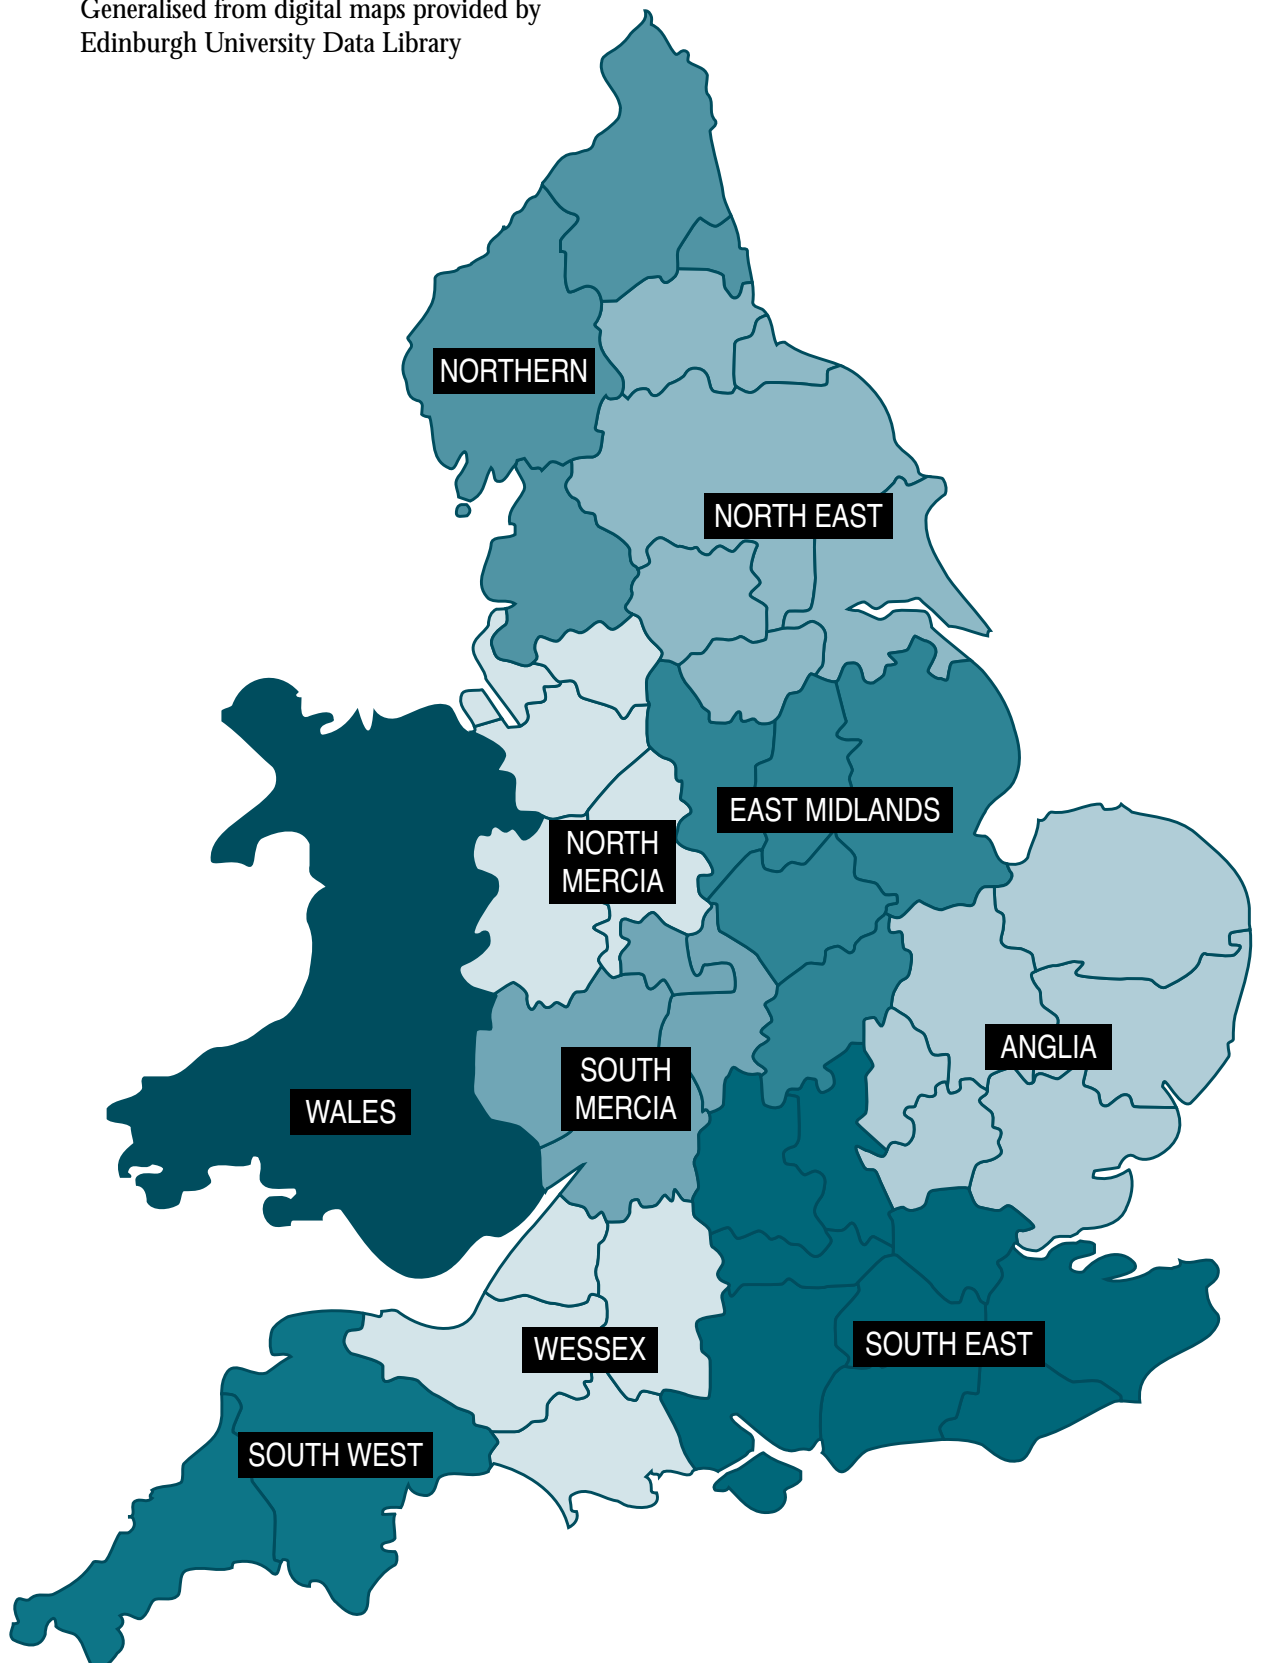 Generalised from digital maps provided by
Edinburgh University Data Library
NORTHERN
NORTH EAST
EAST MIDLANDS
NORTH
MERCIA
ANGLIA
SOUTH
MERCIA
WALES
SOUTH EAST
WESSEX
SOUTH WEST